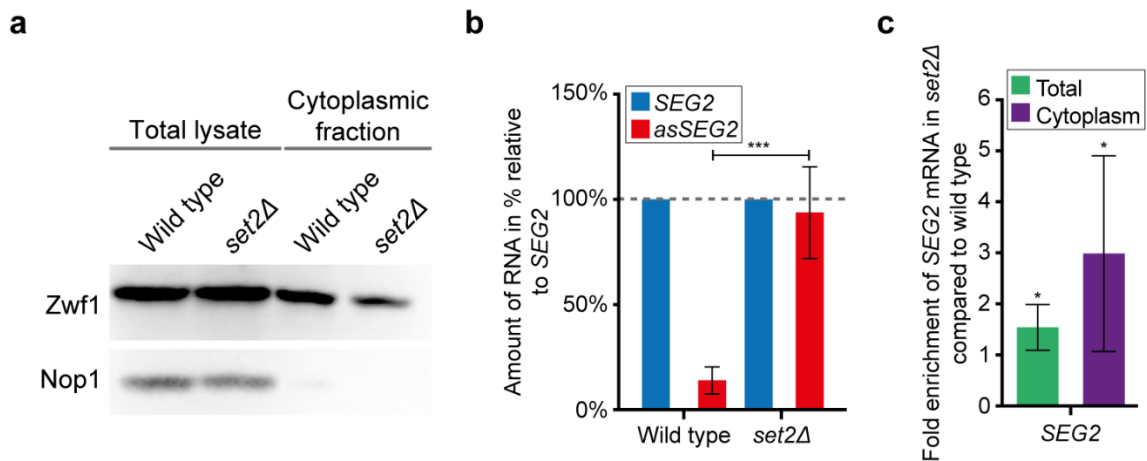 a
Total lysate
Cytoplasmic
fraction
Wild type
set2Δ
Wild type
set2Δ
Zwf1
Nop1
b
Amount of RNA in % relative
to SEG2
150%
100%
50%
0%
SEG2
asSEG2
***
Wild type
set2Δ
c
Fold enrichment of SEG2 mRNA in set2Δ
compared to wild type
Total
Cytoplasm
6
5
4
3
2
1
0
*
*
SEG2